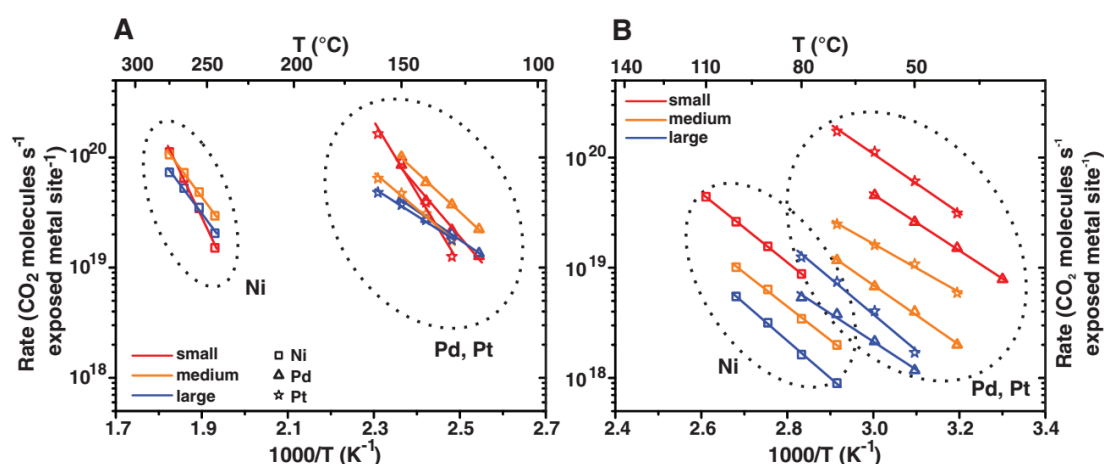 A
T (°C)
300 250 200 150 100
Rate (CO2 molecules s-1
exposed metal site-1)
10^20
10^19
10^18
Ni
Pd, Pt
small
medium
large
Ni
Pd
Pt
1.7 1.9 2.1 2.3 2.5 2.7
1000/T (K-1)
B
T (°C)
140 110 80 50
small
medium
large
10^20
10^19
10^18
Ni
Pd, Pt
Rate (CO2 molecules s-1
exposed metal site-1)
2.4 2.6 2.8 3.0 3.2 3.4
1000/T (K-1)